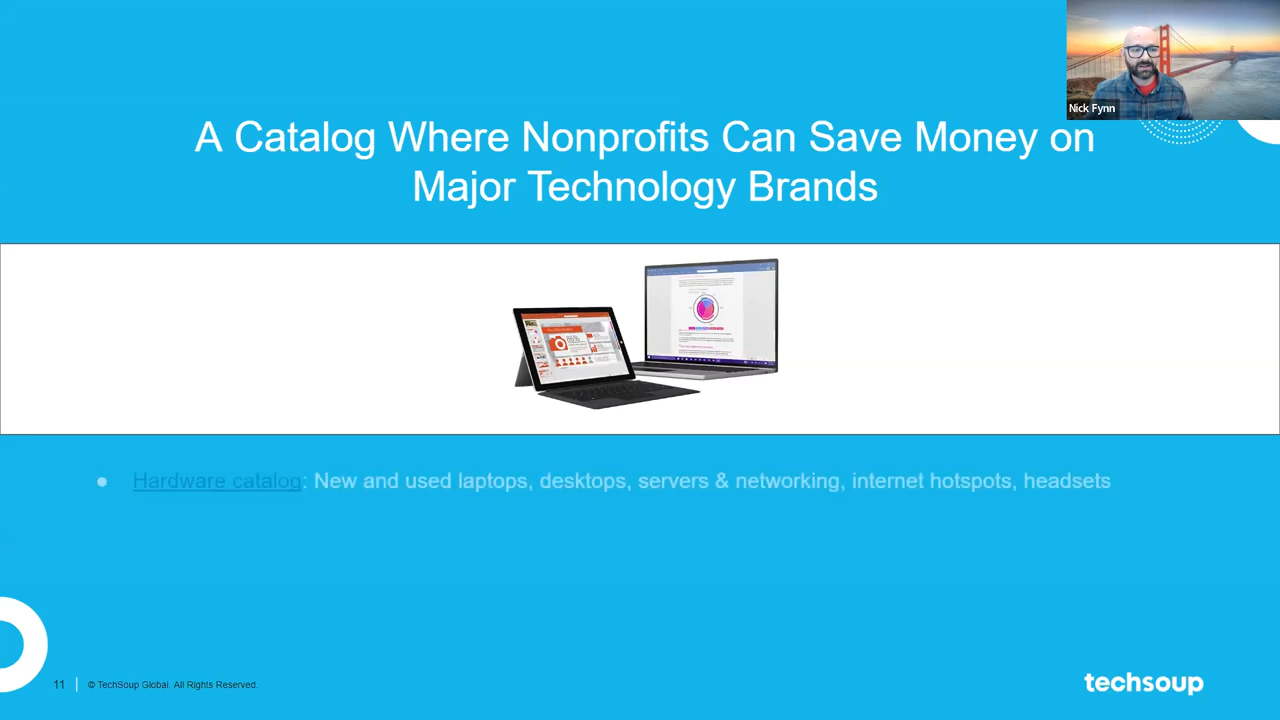 Nick Fynn
A Catalog Where Nonprofits Can Save Money on
Major Technology Brands
86%
● Hardware catalog: New and used laptops, desktops, servers & networking, internet hotspots, headsets
11
© TechSoup Global. All Rights Reserved.
techsoup